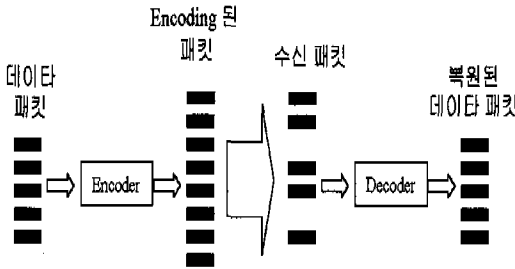 데이타
패킷
Encoder
Encoding 된
패킷
수신 패킷
Decoder
복원된
데이타 패킷